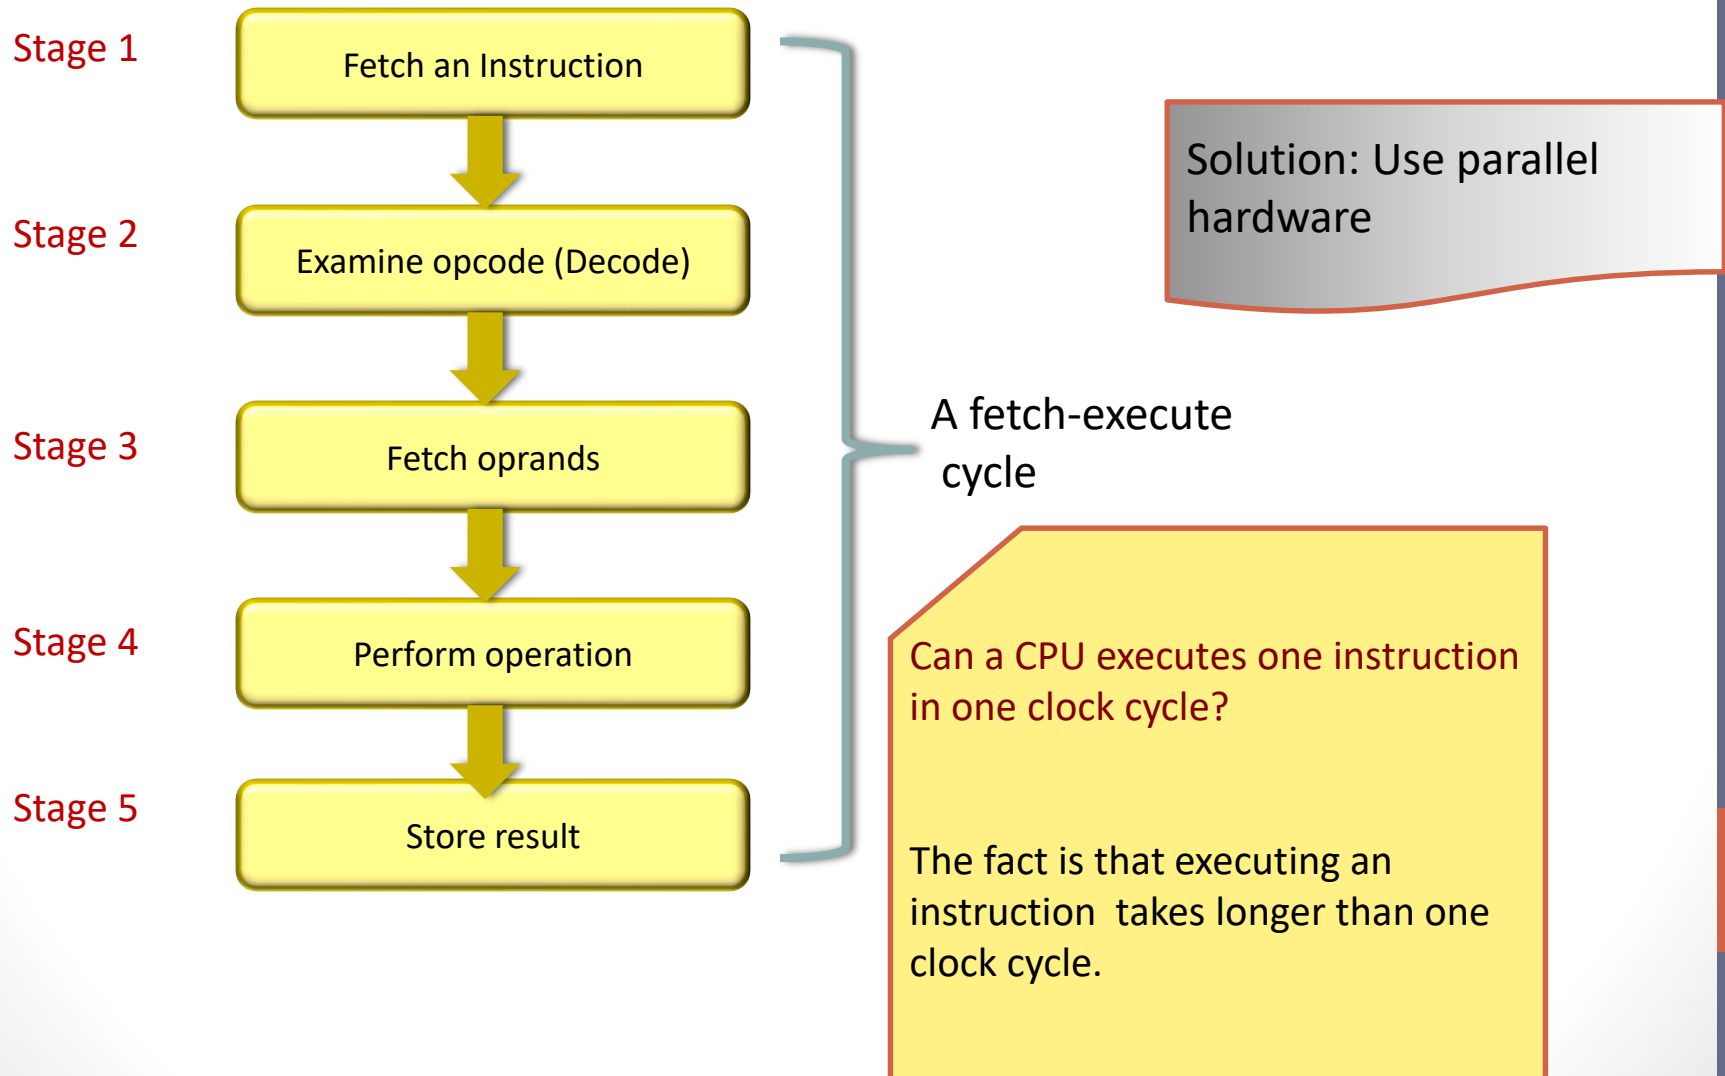 Stage 1
Fetch an Instruction
Stage 2
Examine opcode (Decode)
Stage 3
Fetch oprands
Stage 4
Perform operation
Stage 5
Store result
A fetch-execute
cycle
Solution: Use parallel
hardware
Can a CPU executes one instruction
in one clock cycle?
The fact is that executing an
instruction takes longer than one
clock cycle.